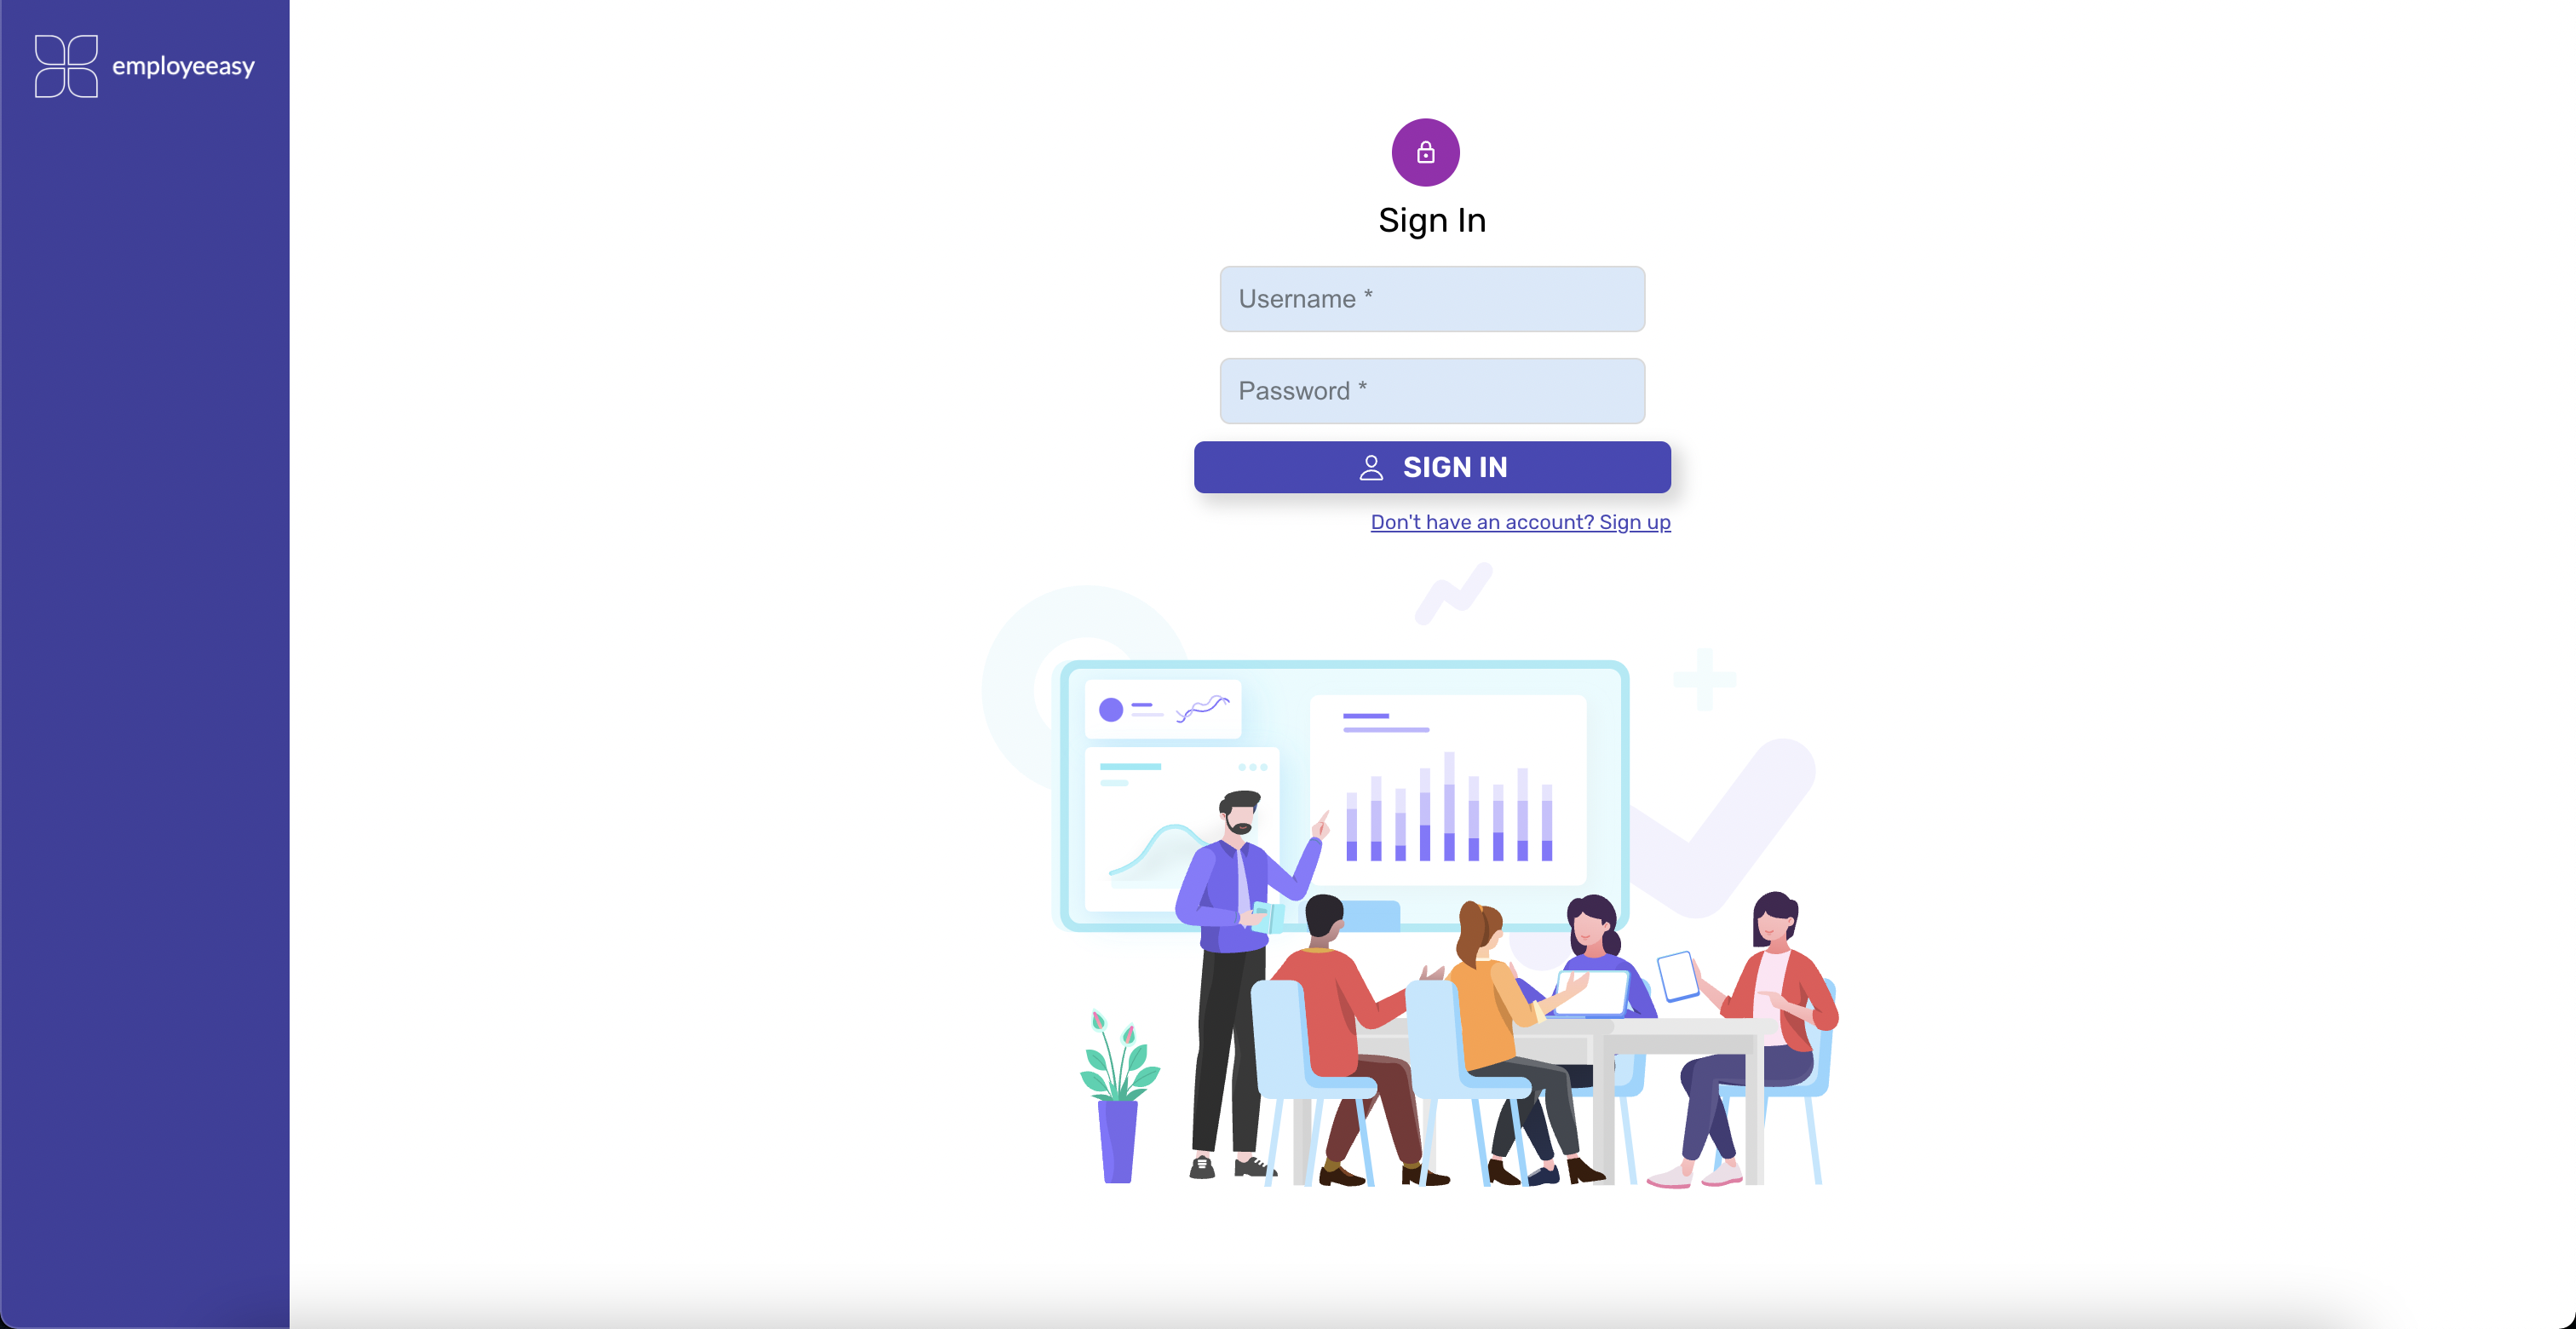 employeeasy
Sign In
Username *
Password *
SIGN IN
Don't have an account? Sign up